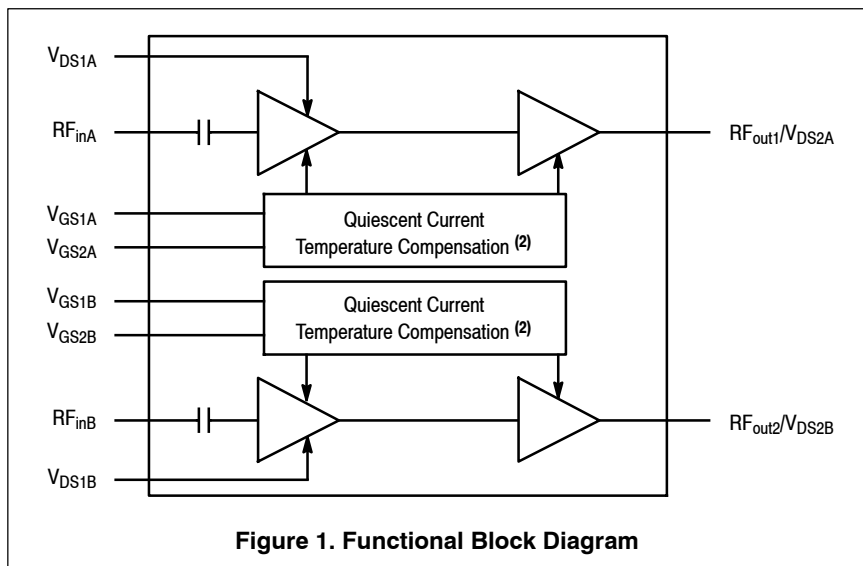 V_DS1A
RF_inA
RF_out1/V_DS2A
V_GS1A
V_GS2A
Quiescent Current
Temperature Compensation (2)
V_GS1B
V_GS2B
Quiescent Current
Temperature Compensation (2)
RF_inB
RF_out2/V_DS2B
V_DS1B
Figure 1. Functional Block Diagram